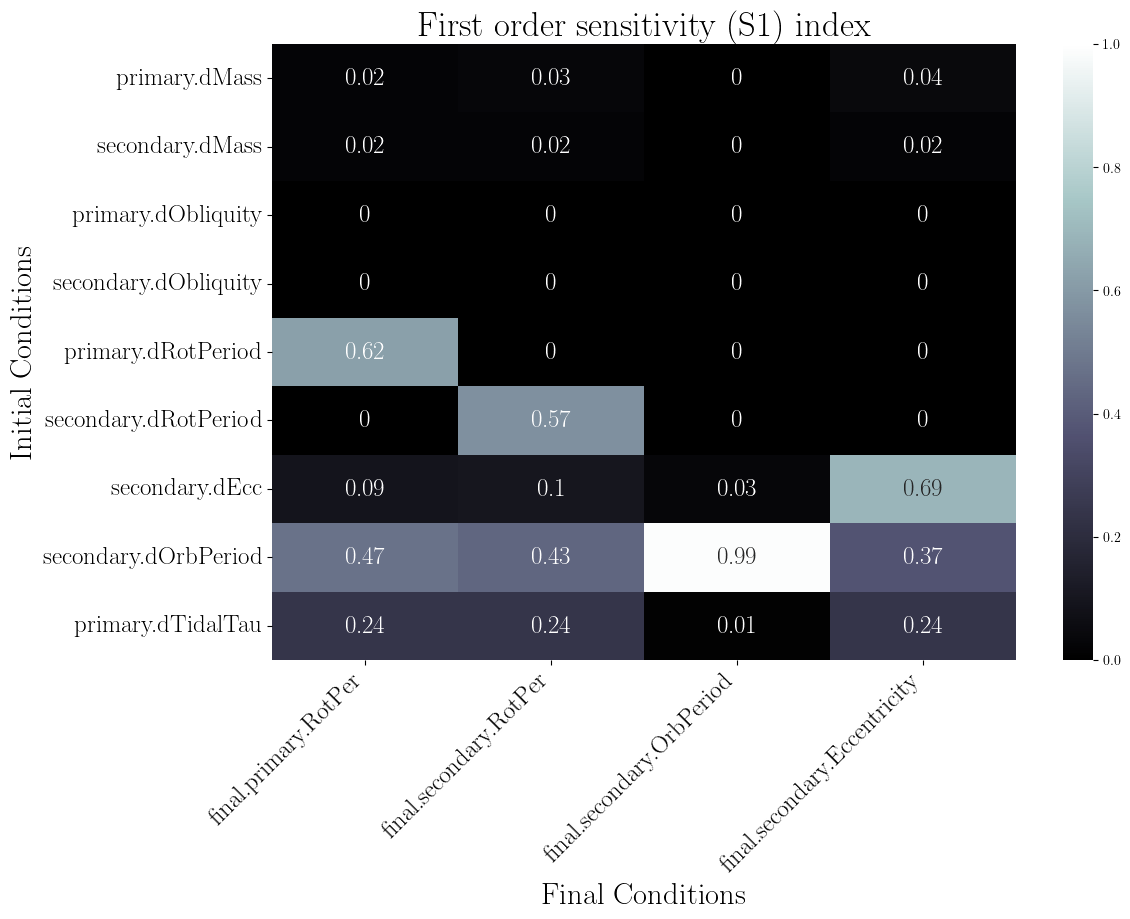 First order sensitivity (S1) index
primary.dMass 0.02 0.03 0 0.04
secondary.dMass 0.02 0.02 0 0.02
primary.dObliquity 0 0 0 0
secondary.dObliquity 0 0 0 0
primary.dRotPeriod 0.62 0 0 0
secondary.dRotPeriod 0 0.57 0 0
secondary.dEcc 0.09 0.1 0.03 0.69
secondary.dOrbPeriod 0.47 0.43 0.99 0.37
primary.dTidalTau 0.24 0.24 0.01 0.24
Initial Conditions
final.primary.RotPer
final.secondary.RotPer
final.secondary.OrbPeriod
final.secondary.Eccentricity
Final Conditions
1.0
0.8
0.6
0.4
0.2
0.0